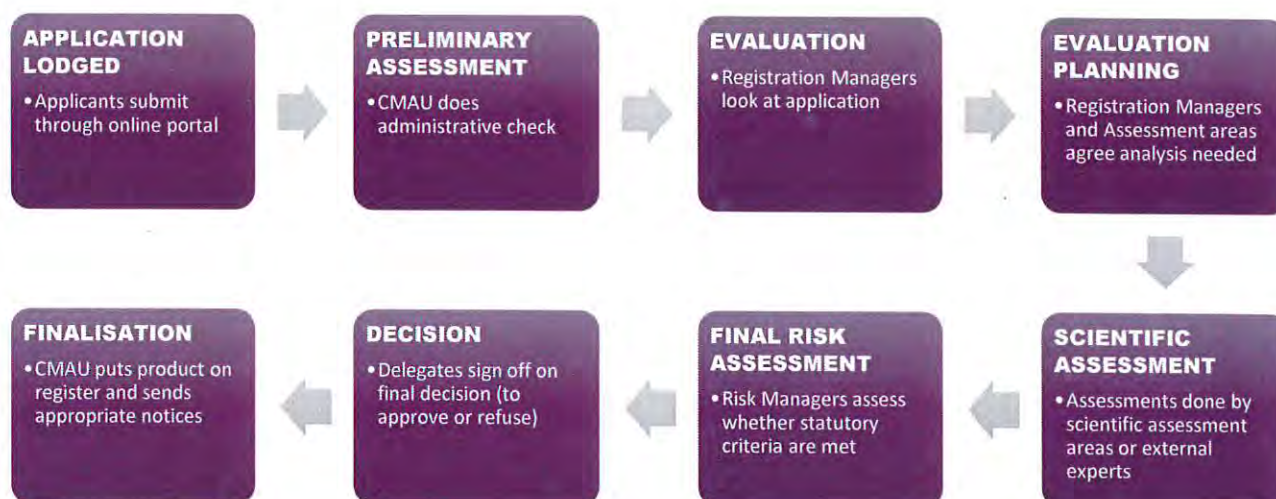 APPLICATION
LODGED
•Applicants submit
through online portal
PRELIMINARY
ASSESSMENT
•CMAU does
administrative check
EVALUATION
•Registration Managers
look at application
EVALUATION
PLANNING
•Registration Managers
and Assessment areas
agree analysis needed
SCIENTIFIC
ASSESSMENT
•Assessments done by
scientific assessment
areas or external
experts
FINAL RISK
ASSESSMENT
•Risk Managers assess
whether statutory
criteria are met
DECISION
•Delegates sign off on
final decision (to
approve or refuse)
FINALISATION
•CMAU puts product on
register and sends
appropriate notices